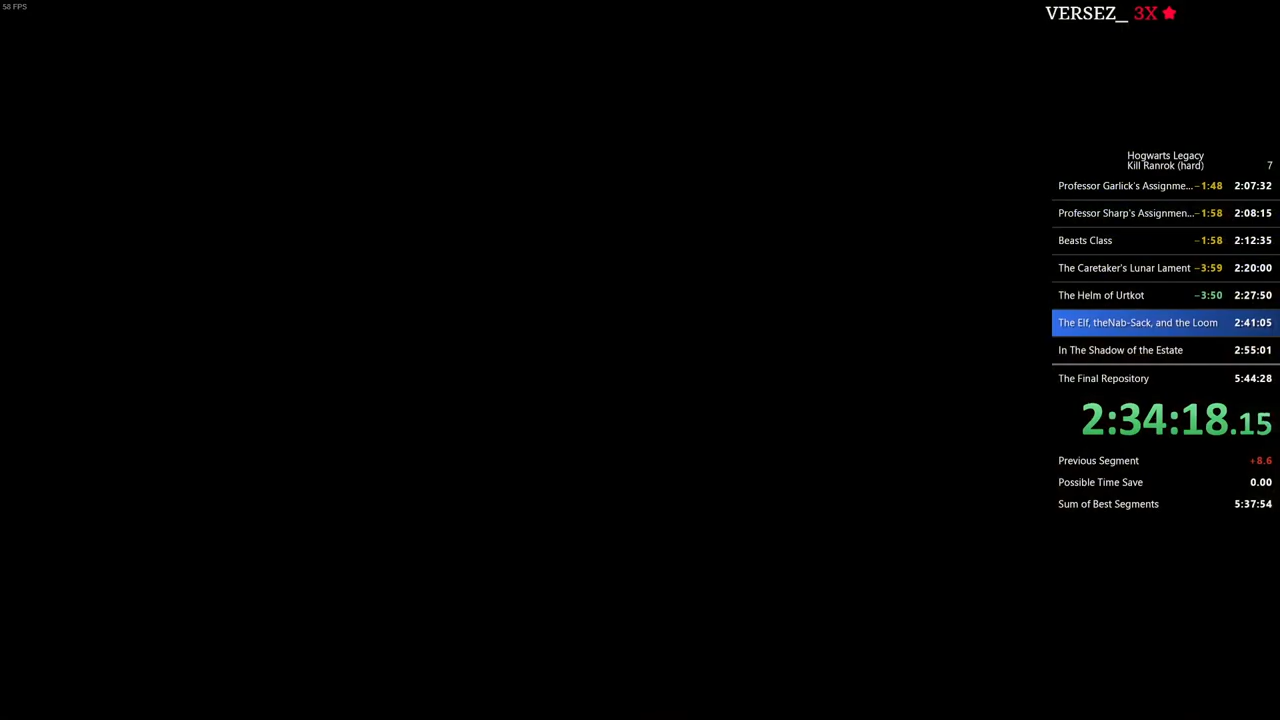 58 FPS
VERSEZ_ 3X
Hogwarts Legacy
Kill Ranrok (hard) 7
Professor Garlick's Assignme... −1:48 2:07:32
Professor Sharp's Assignmen... −1:58 2:08:15
Beasts Class −1:58 2:12:35
The Caretaker's Lunar Lament −3:59 2:20:00
The Helm of Urtkot −3:50 2:27:50
The Elf, theNab-Sack, and the Loom 2:41:05
In The Shadow of the Estate 2:55:01
The Final Repository 5:44:28
2:34:18.15
Previous Segment +8.6
Possible Time Save 0.00
Sum of Best Segments 5:37:54